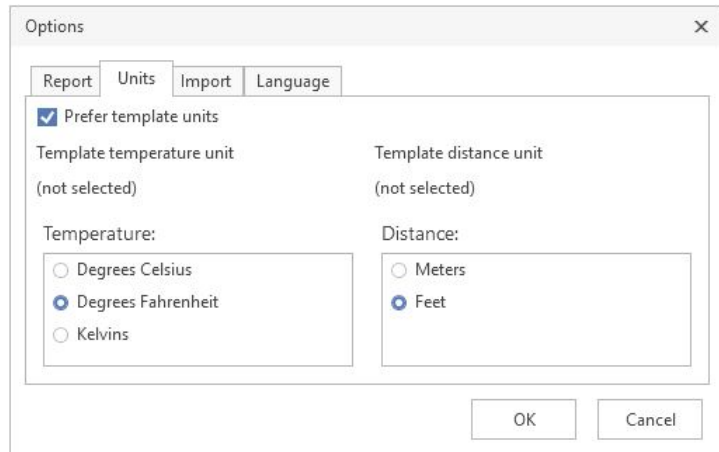 Options
Report Units Import Language
Prefer template units
Template temperature unit Template distance unit
(not selected) (not selected)
Temperature: Distance:
Degrees Celsius Meters
Degrees Fahrenheit Feet
Kelvins
OK Cancel